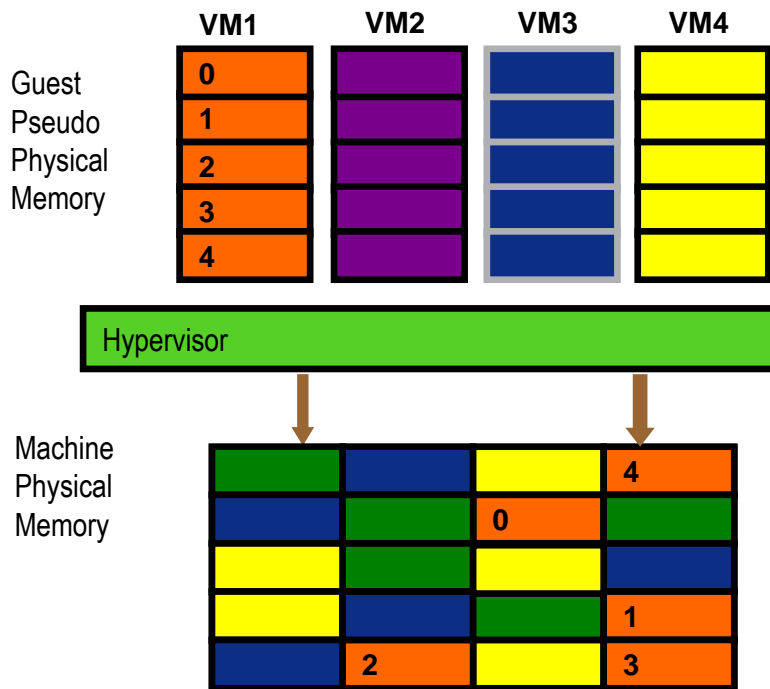 VM1 VM2 VM3 VM4
Guest
Pseudo
Physical
Memory
0
1
2
3
4
Hypervisor
Machine
Physical
Memory
4
0
1
2 3